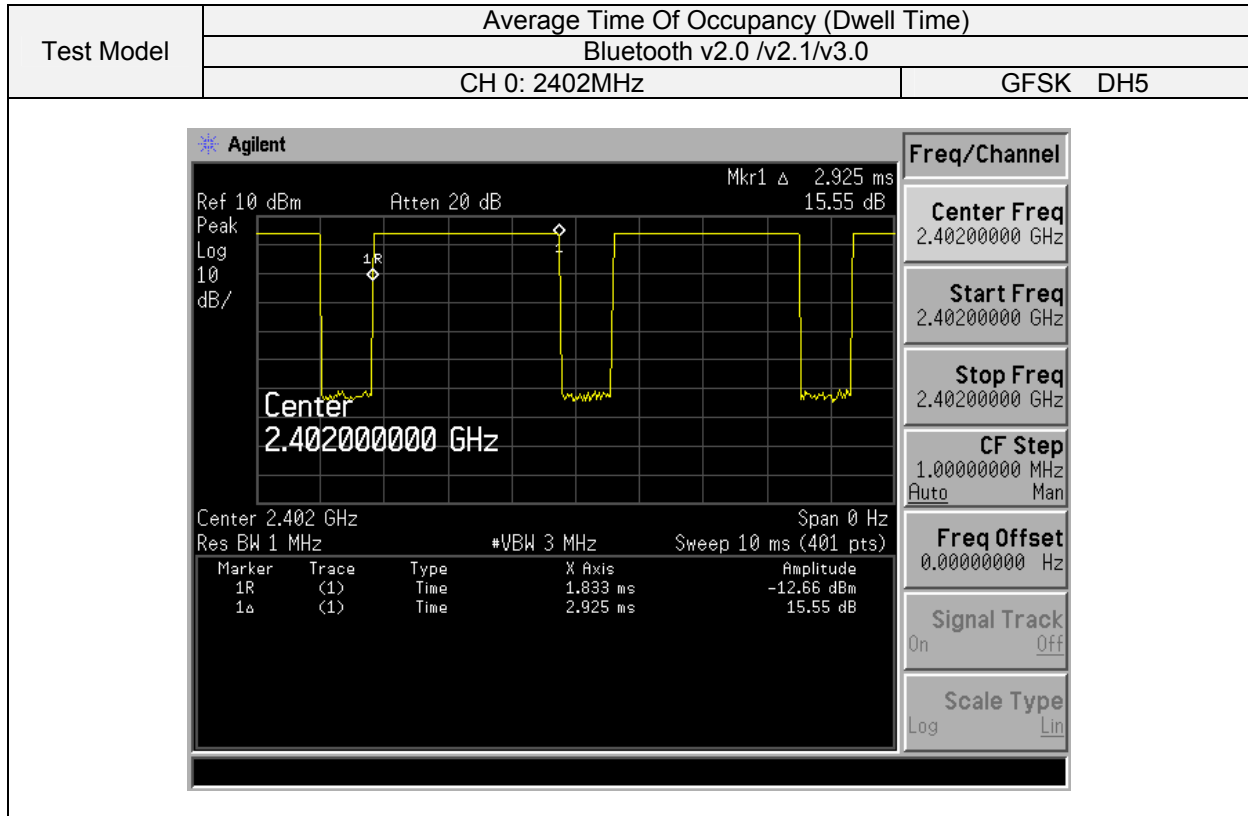 Test Model
Average Time Of Occupancy (Dwell Time)
Bluetooth v2.0 /v2.1/v3.0
CH 0: 2402MHz GFSK DH5
Agilent
Mkr1 Δ 2.925 ms
Ref 10 dBm Atten 20 dB 15.55 dB
Peak
Log
10
dB/
1R
1
Center
2.402000000 GHz
Center 2.402 GHz Span 0 Hz
Res BW 1 MHz #VBW 3 MHz Sweep 10 ms (401 pts)
Marker Trace Type X Axis Amplitude
1R (1) Time 1.833 ms -12.66 dBm
1Δ (1) Time 2.925 ms 15.55 dB
Freq/Channel
Center Freq
2.40200000 GHz
Start Freq
2.40200000 GHz
Stop Freq
2.40200000 GHz
CF Step
1.00000000 MHz
Auto Man
Freq Offset
0.00000000 Hz
Signal Track
On Off
Scale Type
Log Lin